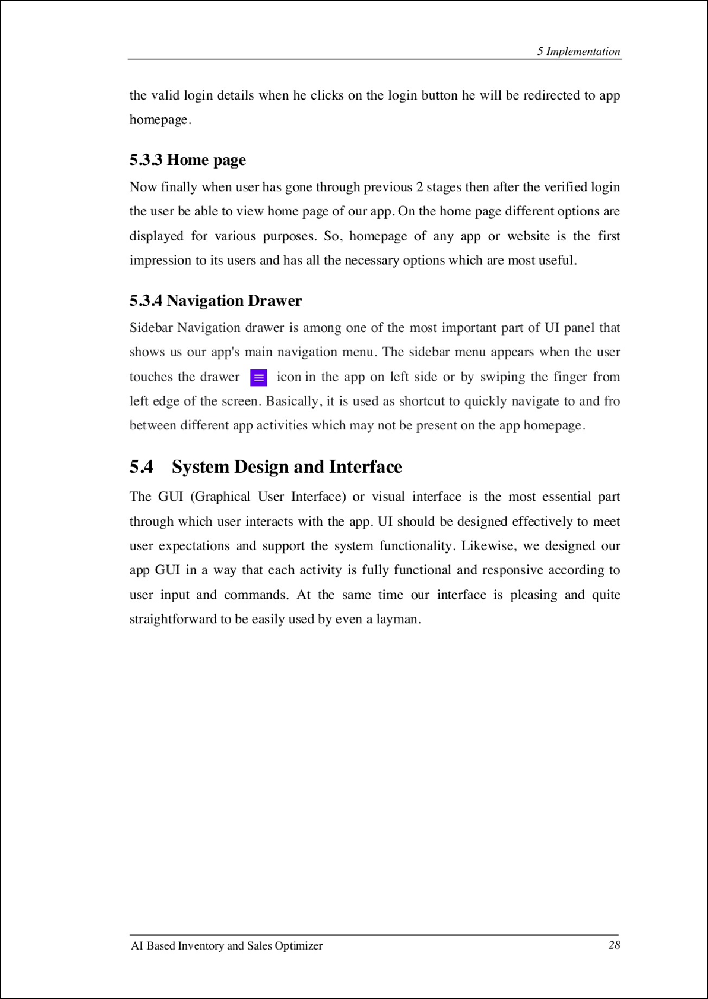 5 Implementation
the valid login details when he clicks on the login button he will be redirected to app
homepage.
5.3.3 Home page
Now finally when user has gone through previous 2 stages then after the verified login
the user be able to view home page of our app. On the home page different options are
displayed for various purposes. So, homepage of any app or website is the first
impression to its users and has all the necessary options which are most useful.
5.3.4 Navigation Drawer
Sidebar Navigation drawer is among one of the most important part of UI panel that
shows us our app's main navigation menu. The sidebar menu appears when the user
touches the drawer icon in the app on left side or by swiping the finger from
left edge of the screen. Basically, it is used as shortcut to quickly navigate to and fro
between different app activities which may not be present on the app homepage.
5.4 System Design and Interface
The GUI (Graphical User Interface) or visual interface is the most essential part
through which user interacts with the app. UI should be designed effectively to meet
user expectations and support the system functionality. Likewise, we designed our
app GUI in a way that each activity is fully functional and responsive according to
user input and commands. At the same time our interface is pleasing and quite
straightforward to be easily used by even a layman.
AI Based Inventory and Sales Optimizer 28